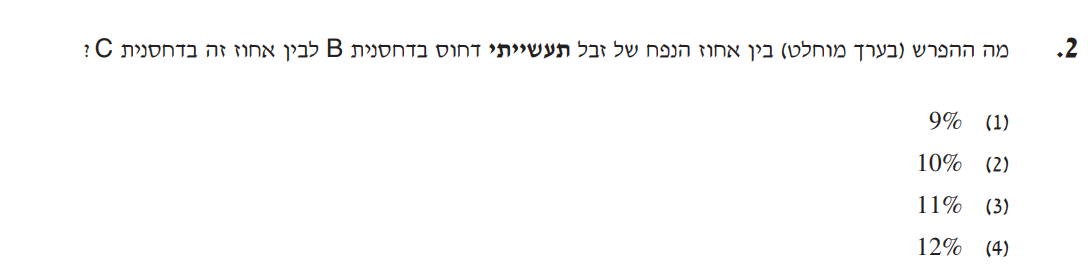 2. מה ההפרש (בערך מוחלט) בין אחוז הנפח של זבל תעשייתי דחוס בדחסנית B לבין אחוז זה בדחסנית C ?
(1) 9%
(2) 10%
(3) 11%
(4) 12%